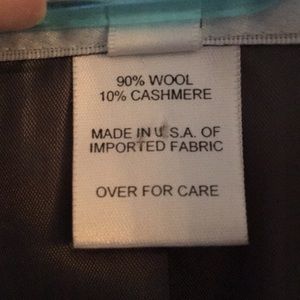 90% WOOL
10% CASHMERE
MADE IN U.S.A. OF
IMPORTED FABRIC
OVER FOR CARE